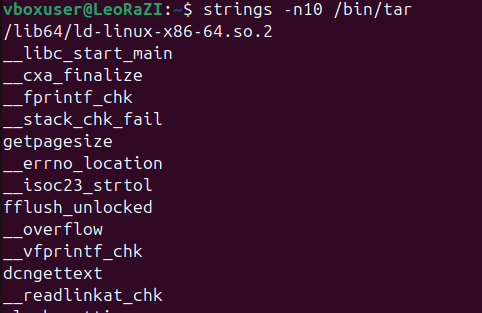 vboxuser@LeoRaZI:~$ strings -n10 /bin/tar
/lib64/ld-linux-x86-64.so.2
__libc_start_main
__cxa_finalize
__fprintf_chk
__stack_chk_fail
getpagesize
__errno_location
__isoc23_strtol
fflush_unlocked
__overflow
__vfprintf_chk
dcngettext
__readlinkat_chk